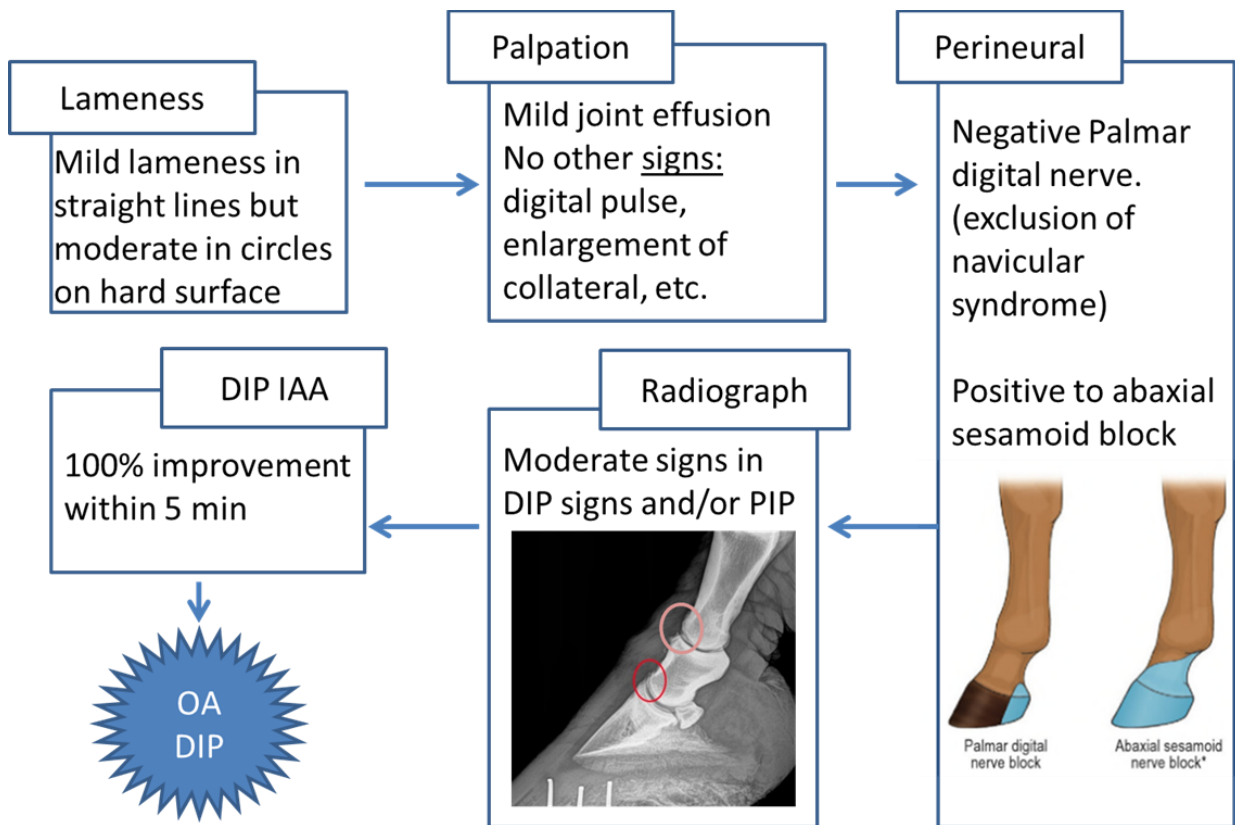 Lameness
Mild lameness in
straight lines but
moderate in circles
on hard surface
Palpation
Mild joint effusion
No other signs:
digital pulse,
enlargement of
collateral, etc.
Perineural
Negative Palmar
digital nerve.
(exclusion of
navicular
syndrome)
Positive to abaxial
sesamoid block
Palmar digital
nerve block
Abaxial sesamoid
nerve block*
Radiograph
Moderate signs in
DIP signs and/or PIP
DIP IAA
100% improvement
within 5 min
OA
DIP